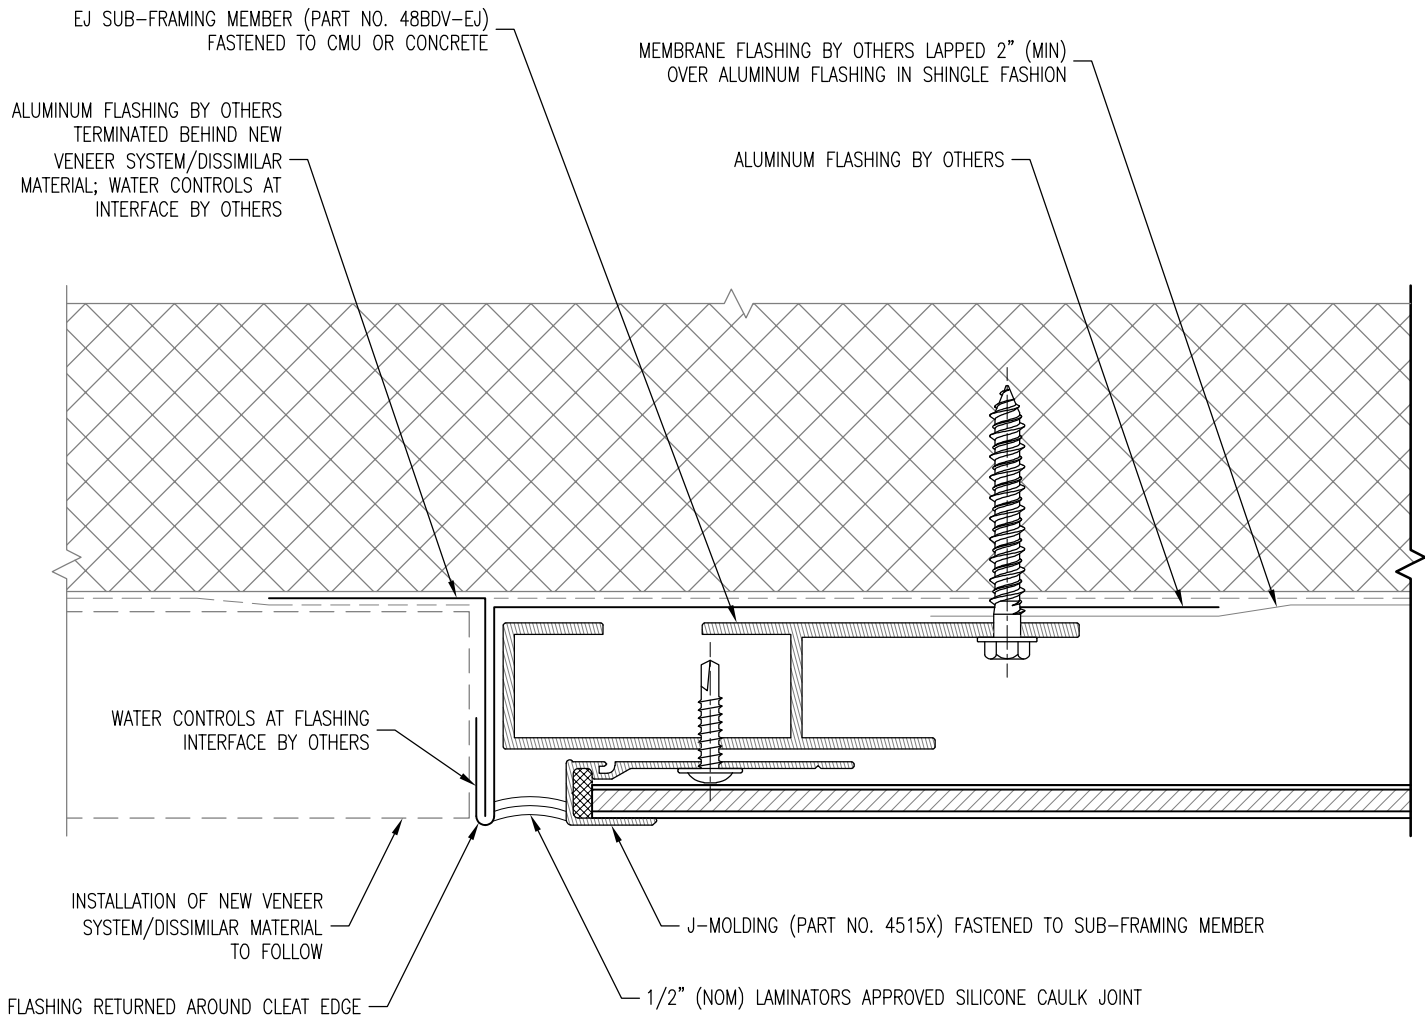 EJ SUB-FRAMING MEMBER (PART NO. 48BDV-EJ)
FASTENED TO CMU OR CONCRETE
MEMBRANE FLASHING BY OTHERS LAPPED 2" (MIN)
OVER ALUMINUM FLASHING IN SHINGLE FASHION
ALUMINUM FLASHING BY OTHERS
TERMINATED BEHIND NEW
VENEER SYSTEM/DISSIMILAR
MATERIAL; WATER CONTROLS AT
INTERFACE BY OTHERS
ALUMINUM FLASHING BY OTHERS
WATER CONTROLS AT FLASHING
INTERFACE BY OTHERS
INSTALLATION OF NEW VENEER
SYSTEM/DISSIMILAR MATERIAL
TO FOLLOW
J-MOLDING (PART NO. 4515X) FASTENED TO SUB-FRAMING MEMBER
FLASHING RETURNED AROUND CLEAT EDGE
1/2" (NOM) LAMINATORS APPROVED SILICONE CAULK JOINT